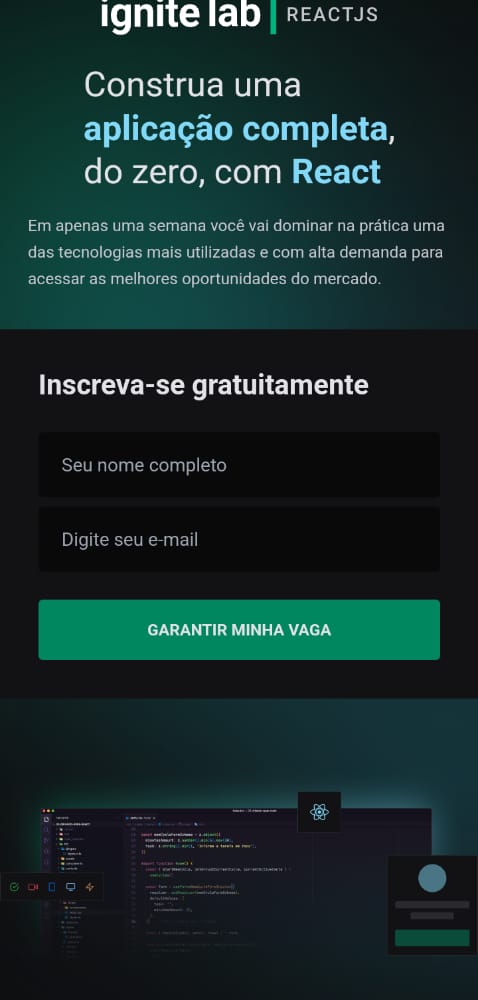 ignite lab | REACTJS
Construa uma
aplicação completa,
do zero, com React
Em apenas uma semana você vai dominar na prática uma
das tecnologias mais utilizadas e com alta demanda para
acessar as melhores oportunidades do mercado.
Inscreva-se gratuitamente
Seu nome completo
Digite seu e-mail
GARANTIR MINHA VAGA